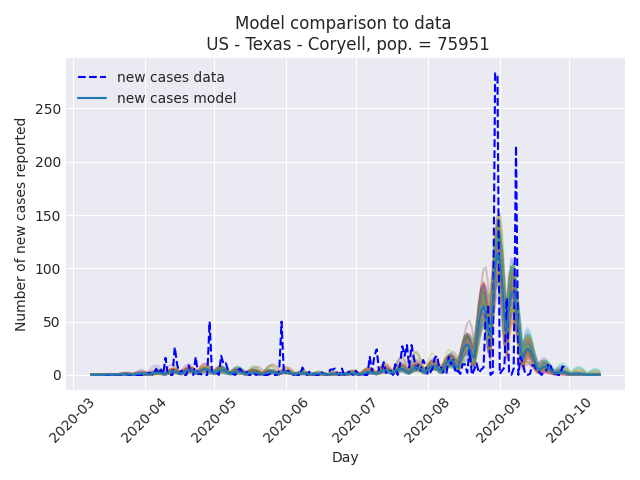 Model comparison to data
US - Texas - Coryell, pop. = 75951
new cases data
new cases model
Number of new cases reported
250
200
150
100
50
0
2020-03
2020-04
2020-05
2020-06
2020-07
2020-08
2020-09
2020-10
Day